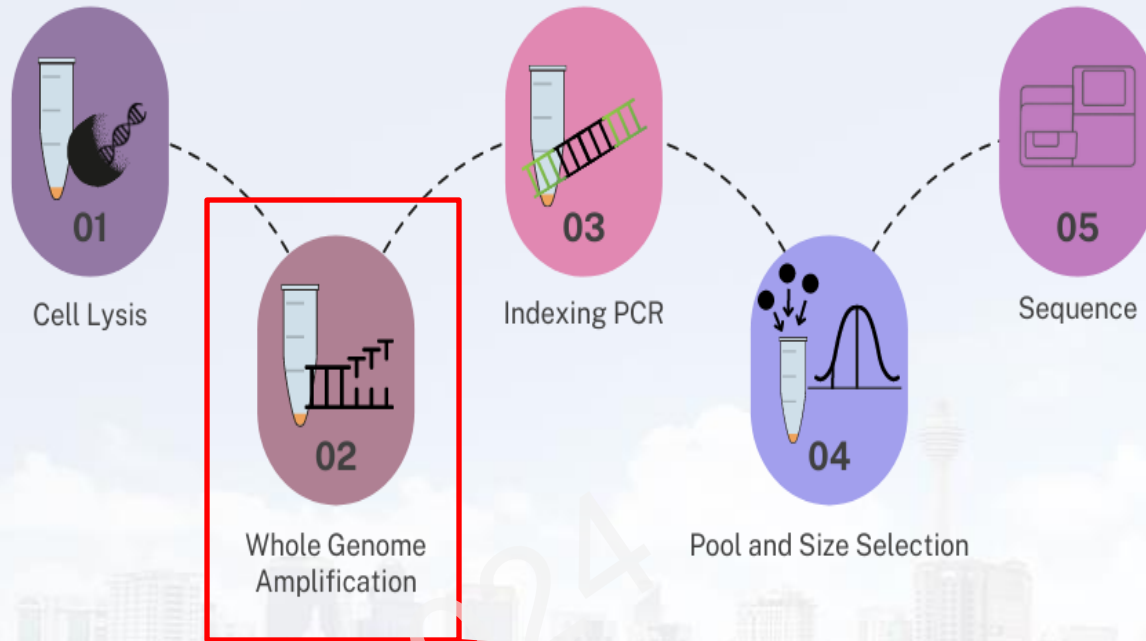 01
Cell Lysis
02
Whole Genome
Amplification
03
Indexing PCR
04
Pool and Size Selection
05
Sequence